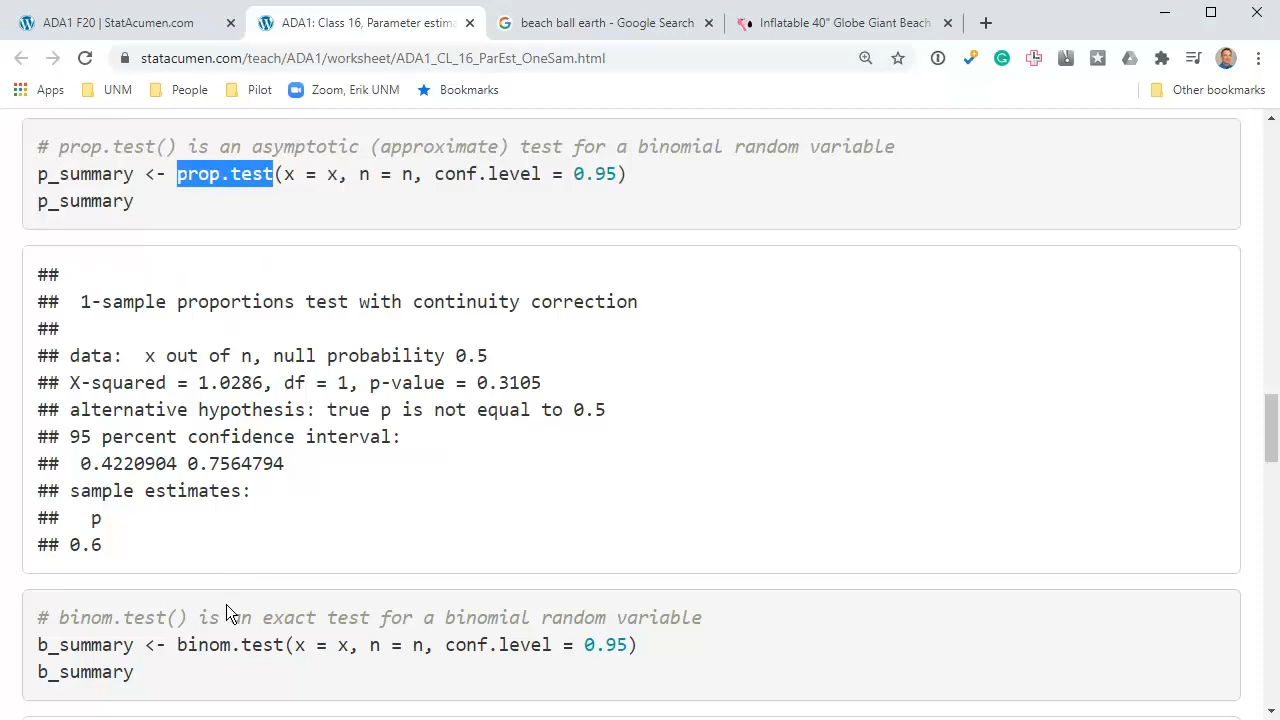 ADA1 F20 | StatAcumen.com
ADA1: Class 16, Parameter estima
beach ball earth - Google Search
Inflatable 40" Globe Giant Beach
statacumen.com/teach/ADA1/worksheet/ADA1_CL_16_ParEst_OneSam.html
Apps UNM People Pilot Zoom, Erik UNM Bookmarks Other bookmarks
# prop.test() is an asymptotic (approximate) test for a binomial random variable
p_summary <- prop.test(x = x, n = n, conf.level = 0.95)
p_summary
##
## 1-sample proportions test with continuity correction
##
## data:  x out of n, null probability 0.5
## X-squared = 1.0286, df = 1, p-value = 0.3105
## alternative hypothesis: true p is not equal to 0.5
## 95 percent confidence interval:
##  0.4220904 0.7564794
## sample estimates:
##   p
## 0.6
# binom.test() is an exact test for a binomial random variable
b_summary <- binom.test(x = x, n = n, conf.level = 0.95)
b_summary